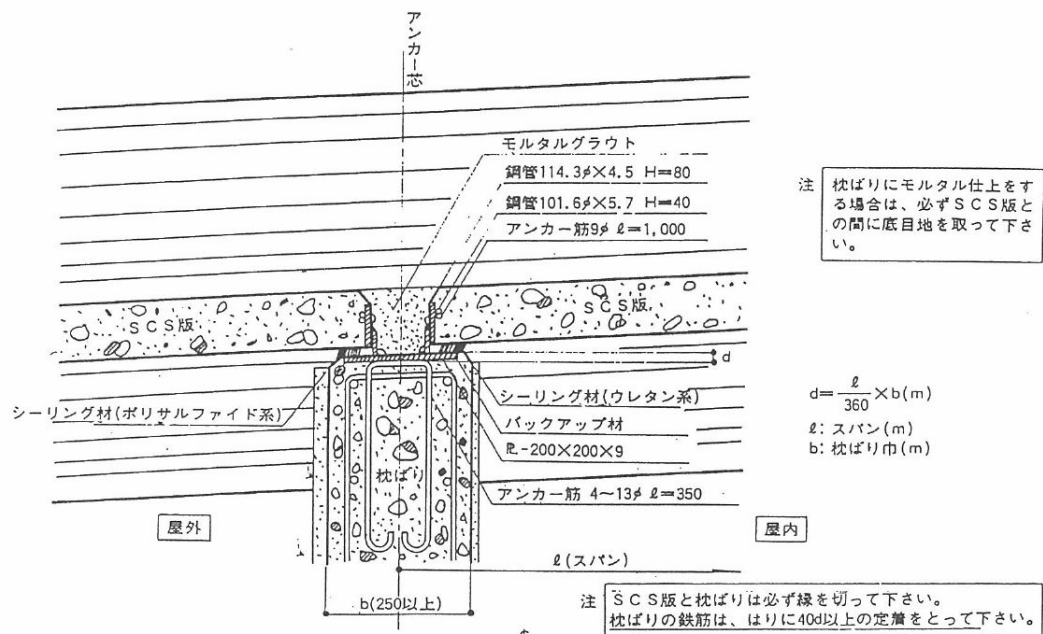 アンカー芯
モルタルグラウト
鋼管114.3φ×4.5 H=80
鋼管101.6φ×5.7 H=40
アンカー筋9φ ℓ=1,000
注
枕ばりにモルタル仕上をす
る場合は、必ずSCS版と
の間に底目地を取って下さ
い。
SCS版
SCS版
d
シーリング材(ポリサルファイド系)
シーリング材(ウレタン系)
バックアップ材
PL-200×200×9
アンカー筋 4~13φ ℓ=350
枕ばり
d=ℓ/360×b(m)
ℓ: スパン(m)
b: 枕ばり巾(m)
屋外
屋内
ℓ(スパン)
b(250以上)
注
SCS版と枕ばりは必ず縁を切って下さい。
枕ばりの鉄筋は、はりに40d以上の定着をとって下さい。